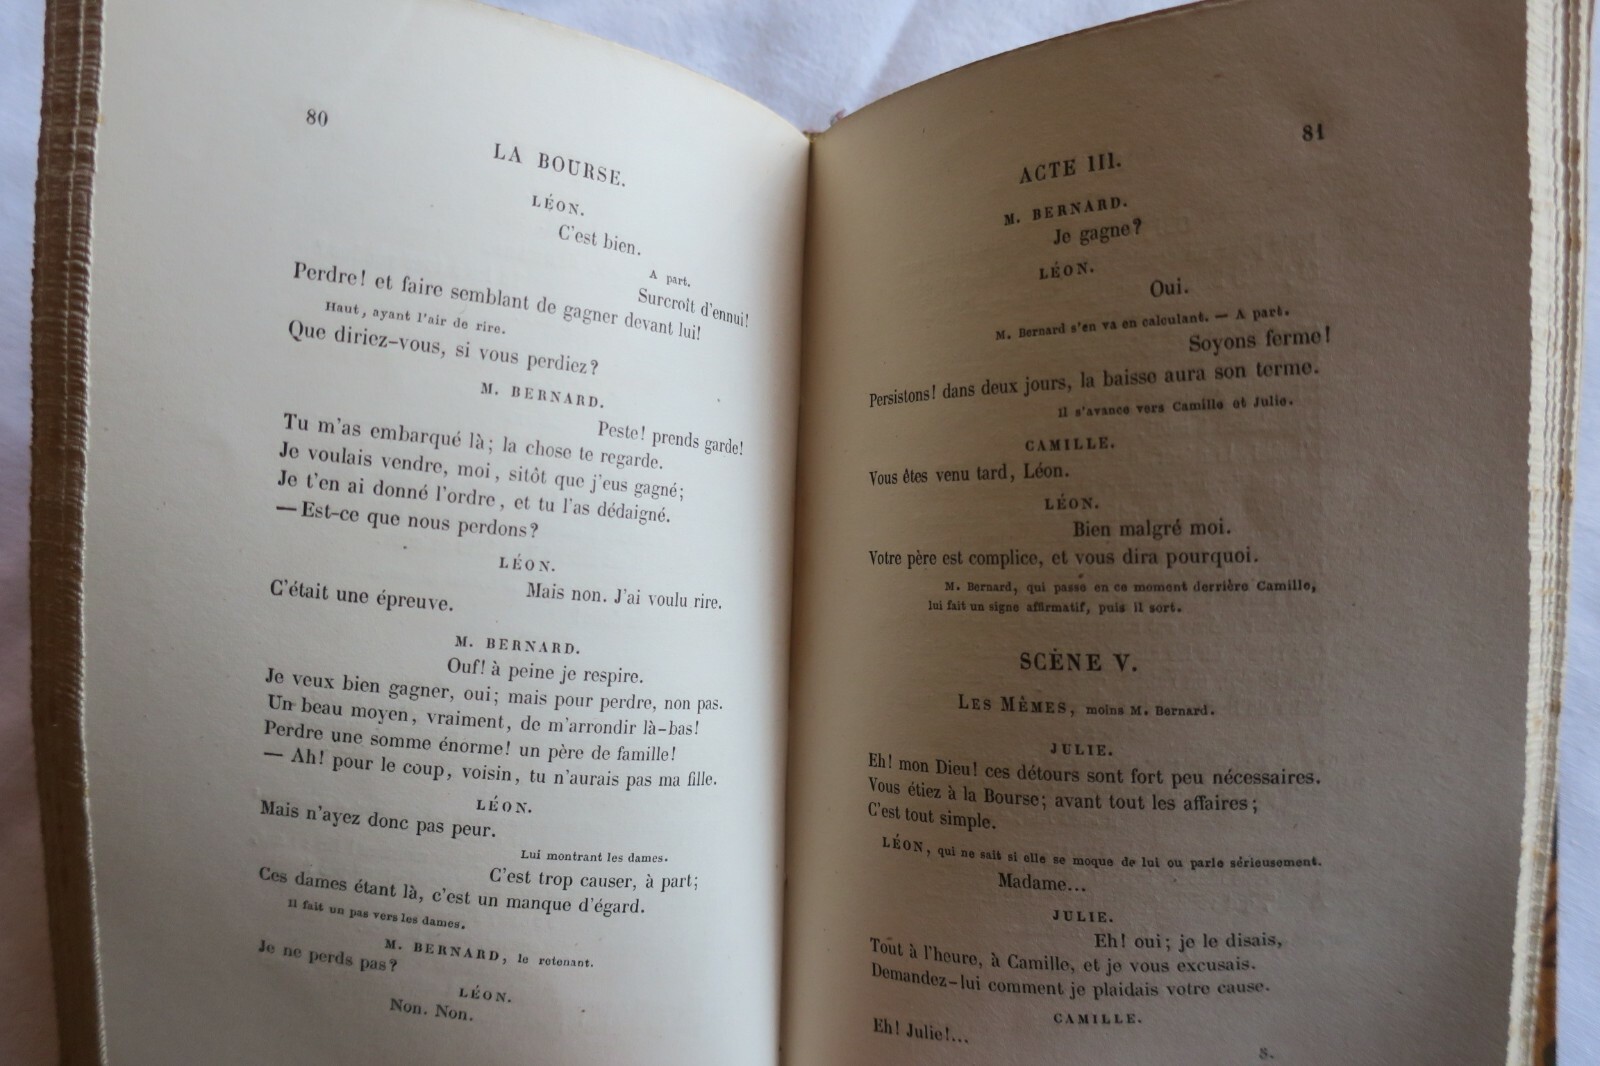 80
LA BOURSE.
LÉON.
C'est bien.
A part.
Surcroît d'ennui!
Perdre! et faire semblant de gagner devant lui!
Haut, ayant l'air de rire.
Que diriez-vous, si vous perdiez?
M. BERNARD.
Peste! prends garde!
Tu m'as embarqué là; la chose te regarde.
Je voulais vendre, moi, sitôt que j'eus gagné;
Je t'en ai donné l'ordre, et tu l'as dédaigné.
— Est-ce que nous perdons?
LÉON.
Mais non. J'ai voulu rire.
C'était une épreuve.
M. BERNARD.
Ouf! à peine je respire.
Je veux bien gagner, oui; mais pour perdre, non pas.
Un beau moyen, vraiment, de m'arrondir là-bas!
Perdre une somme énorme! un père de famille!
— Ah! pour le coup, voisin, tu n'aurais pas ma fille.
LÉON.
Mais n'ayez donc pas peur.
Lui montrant les dames.
C'est trop causer, à part;
Ces dames étant là, c'est un manque d'égard.
Il fait un pas vers les dames.
M. BERNARD, le retenant.
Je ne perds pas?
LÉON.
Non. Non.
81
ACTE III.
M. BERNARD.
Je gagne?
LÉON.
Oui.
M. Bernard s'en va en calculant. — A part.
Soyons ferme!
Persistons! dans deux jours, la baisse aura son terme.
Il s'avance vers Camille et Julie.
CAMILLE.
Vous êtes venu tard, Léon.
LÉON.
Bien malgré moi.
Votre père est complice, et vous dira pourquoi.
M. Bernard, qui passe en ce moment derrière Camille,
lui fait un signe affirmatif, puis il sort.
SCÈNE V.
LES MÊMES, moins M. Bernard.
JULIE.
Eh! mon Dieu! ces détours sont fort peu nécessaires.
Vous étiez à la Bourse; avant tout les affaires;
C'est tout simple.
LÉON, qui ne sait si elle se moque de lui ou parle sérieusement.
Madame...
JULIE.
Eh! oui; je le disais,
Tout à l'heure, à Camille, et je vous excusais.
Demandez-lui comment je plaidais votre cause.
CAMILLE.
Eh! Julie!...
8.